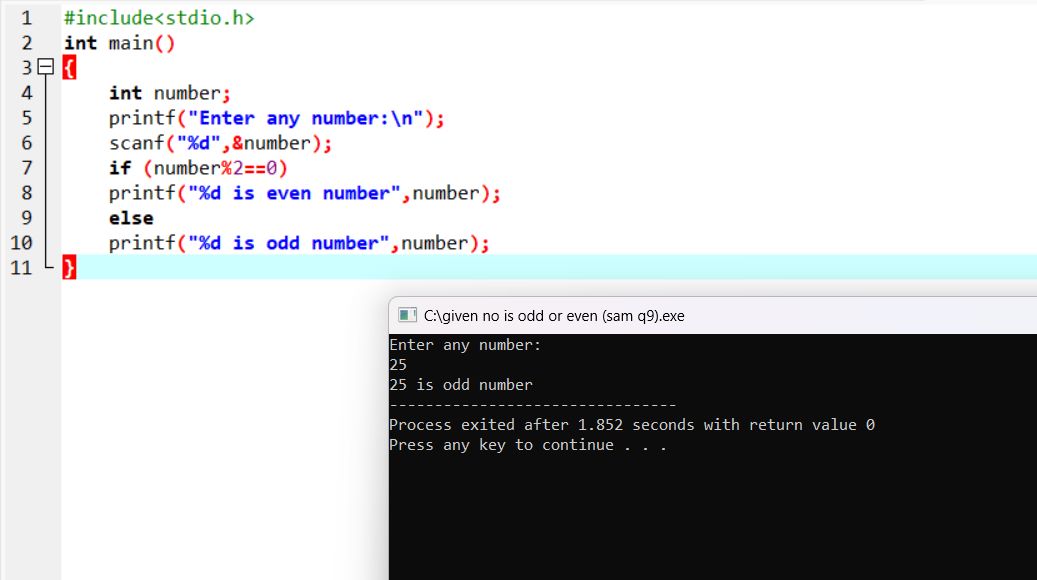 1 #include<stdio.h>
2 int main()
3 {
4 int number;
5 printf("Enter any number:\n");
6 scanf("%d",&number);
7 if (number%2==0)
8 printf("%d is even number",number);
9 else
10 printf("%d is odd number",number);
11 }
C:\given no is odd or even (sam q9).exe
Enter any number:
25
25 is odd number
--------------------------------
Process exited after 1.852 seconds with return value 0
Press any key to continue . . .